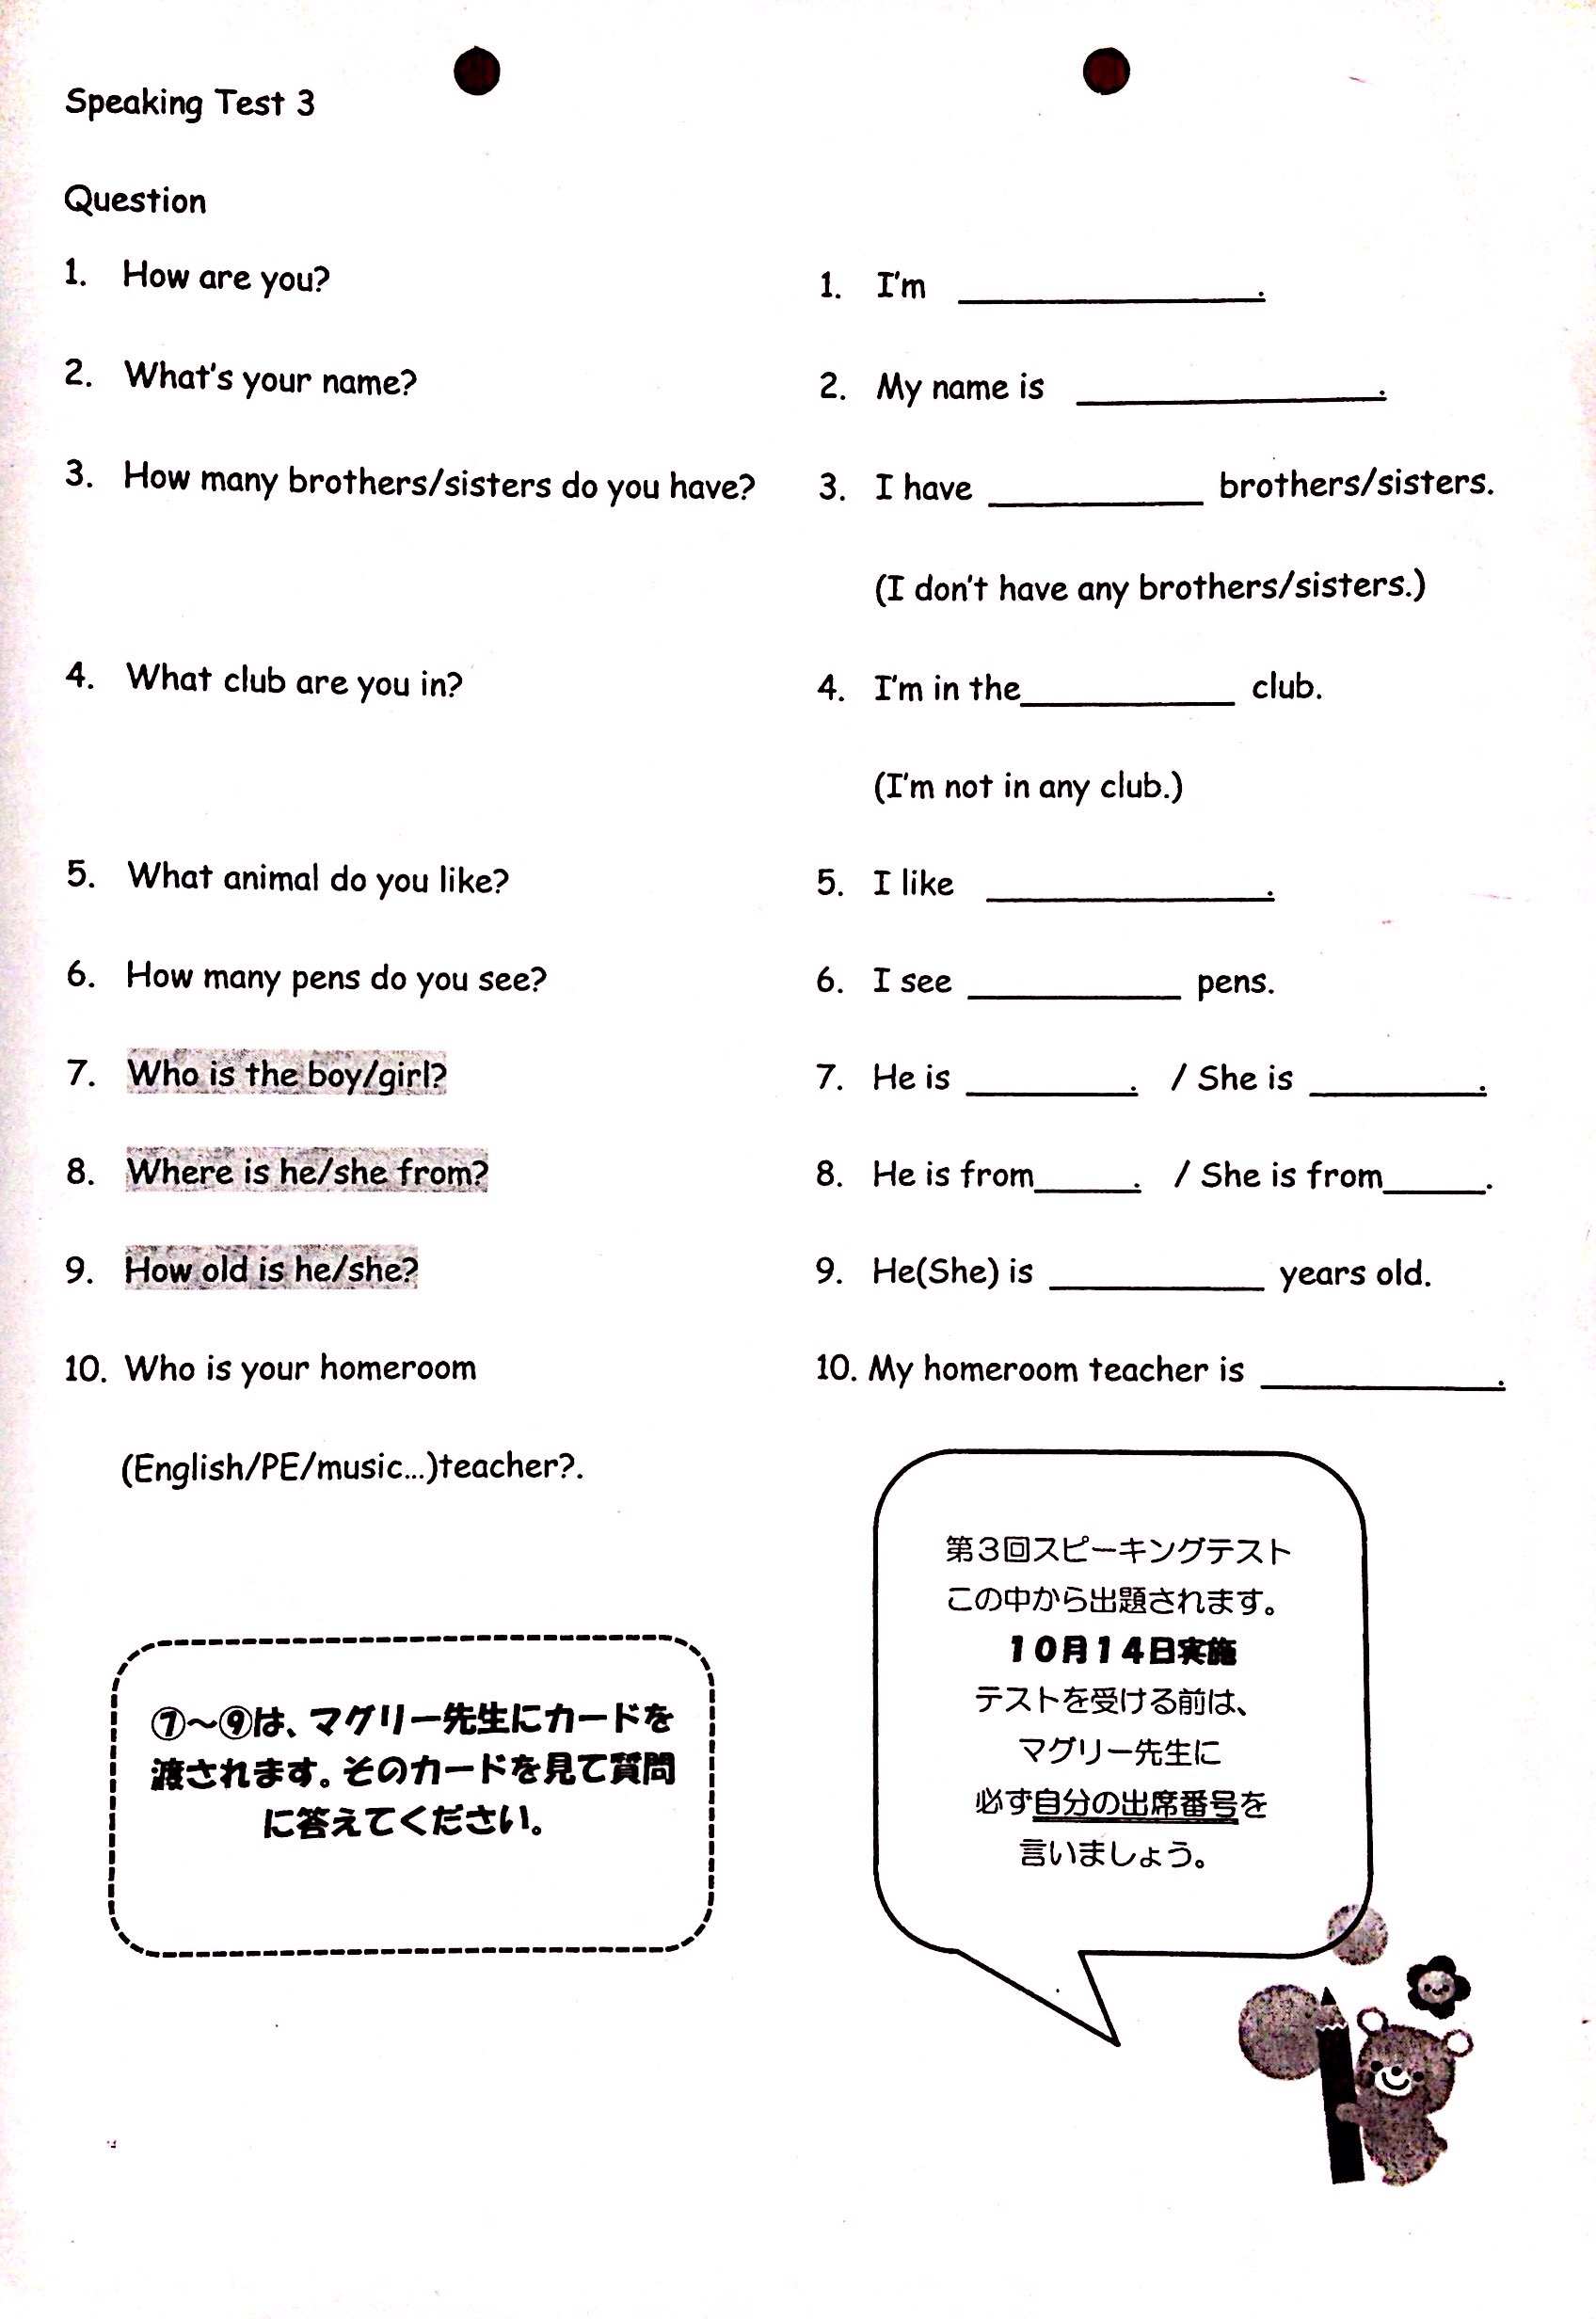 Speaking Test 3
Question
1. How are you?
1. I'm ____________.
2. What's your name?
2. My name is ____________.
3. How many brothers/sisters do you have?
3. I have ____________ brothers/sisters.
(I don't have any brothers/sisters.)
4. What club are you in?
4. I'm in the____________ club.
(I'm not in any club.)
5. What animal do you like?
5. I like ____________.
6. How many pens do you see?
6. I see ____________ pens.
7. Who is the boy/girl?
7. He is __________. / She is __________.
8. Where is he/she from?
8. He is from______. / She is from______.
9. How old is he/she?
9. He(She) is ____________ years old.
10. Who is your homeroom
10. My homeroom teacher is ____________.
(English/PE/music...)teacher?.
第3回スピーキングテスト
この中から出題されます。
10月14日実施
テストを受ける前は、
マグリー先生に
必ず自分の出席番号を
言いましょう。
⑦～⑨は、マグリー先生にカードを
渡されます。そのカードを見て質問
に答えてください。